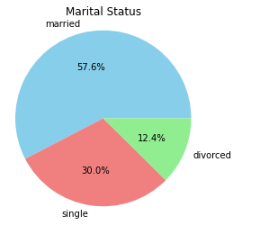 Marital Status
married
57.6%
12.4%
divorced
30.0%
single